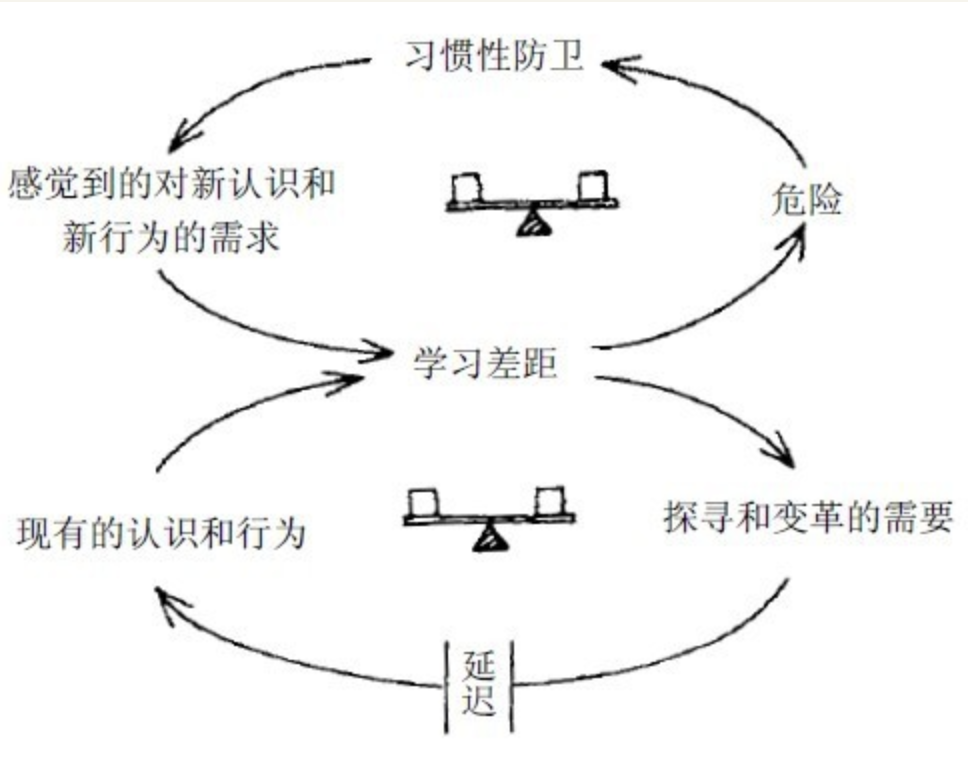 习惯性防卫
感觉到的对新认识和
新行为的需求
危险
学习差距
现有的认识和行为
探寻和变革的需要
延
迟